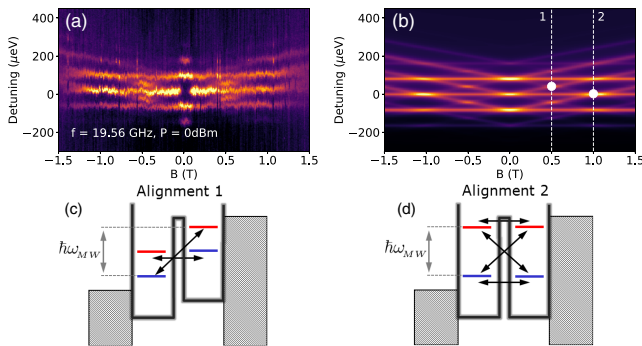 (a)
400
200
0
−200
Detuning (μeV)
f = 19.56 GHz, P = 0dBm
−1.5 −1.0 −0.5 0.0 0.5 1.0 1.5
B (T)
(b)
1
2
400
200
0
−200
Detuning (μeV)
−1.5 −1.0 −0.5 0.0 0.5 1.0 1.5
B (T)
Alignment 1
(c)
ħω_MW
Alignment 2
(d)
ħω_MW